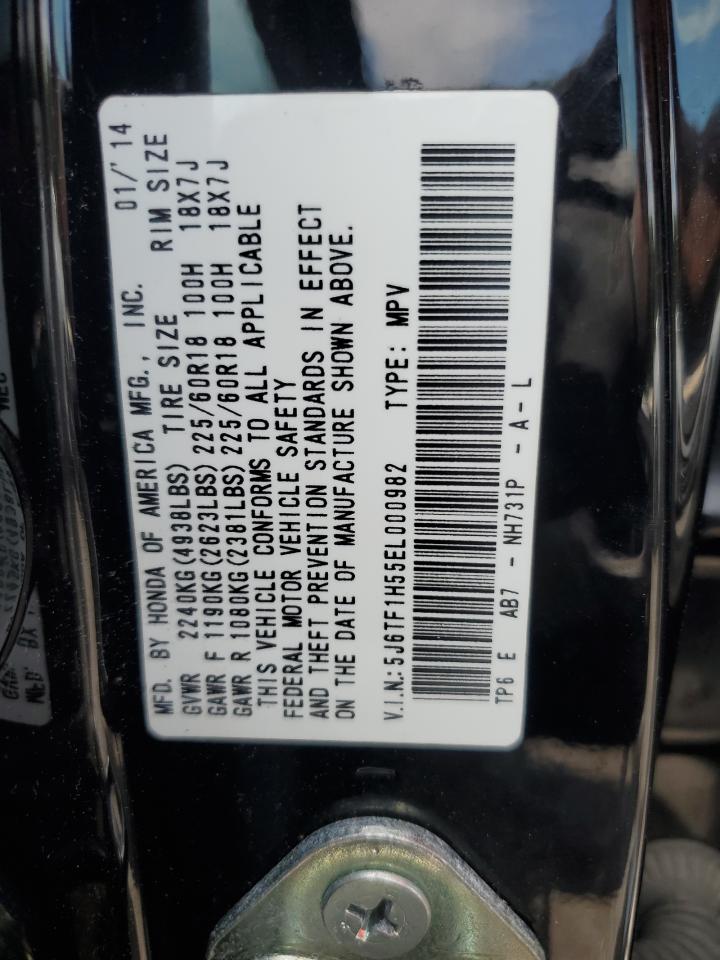 MFD. BY HONDA OF AMERICA MFG., INC. 01/'14
GVWR 2240KG(4938LBS) TIRE SIZE RIM SIZE
GAWR F 1190KG(2623LBS) 225/60R18 100H 18X7J
GAWR R 1080KG(2381LBS) 225/60R18 100H 18X7J
THIS VEHICLE CONFORMS TO ALL APPLICABLE
FEDERAL MOTOR VEHICLE SAFETY
AND THEFT PREVENTION STANDARDS IN EFFECT
ON THE DATE OF MANUFACTURE SHOWN ABOVE.
V.I.N.: 5J6TF1H55EL000982 TYPE: MPV
TP6 E AB7 - NH731P - A - L